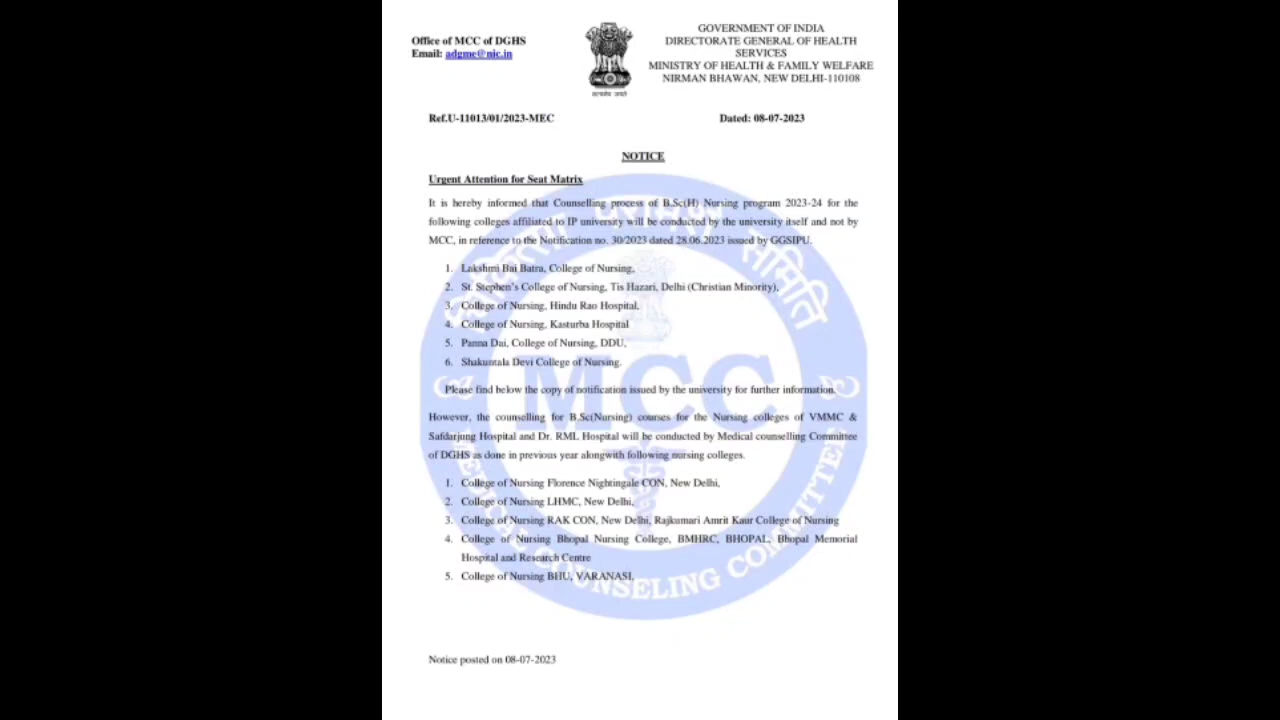 Office of MCC of DGHS
Email: adgme@nic.in
सत्यमेव जयते
GOVERNMENT OF INDIA
DIRECTORATE GENERAL OF HEALTH
SERVICES
MINISTRY OF HEALTH & FAMILY WELFARE
NIRMAN BHAWAN, NEW DELHI-110108
Ref.U-11013/01/2023-MEC
Dated: 08-07-2023
NOTICE
Urgent Attention for Seat Matrix
It is hereby informed that Counselling process of B.Sc(H) Nursing program 2023-24 for the
following colleges affiliated to IP university will be conducted by the university itself and not by
MCC, in reference to the Notification no. 30/2023 dated 28.06.2023 issued by GGSIPU.
1. Lakshmi Bai Batra, College of Nursing,
2. St. Stephen's College of Nursing, Tis Hazari, Delhi (Christian Minority),
3. College of Nursing, Hindu Rao Hospital,
4. College of Nursing, Kasturba Hospital
5. Panna Dai, College of Nursing, DDU,
6. Shakuntala Devi College of Nursing.
Please find below the copy of notification issued by the university for further information.
However, the counselling for B.Sc(Nursing) courses for the Nursing colleges of VMMC &
Safdarjung Hospital and Dr. RML Hospital will be conducted by Medical counselling Committee
of DGHS as done in previous year alongwith following nursing colleges.
1. College of Nursing Florence Nightingale CON, New Delhi,
2. College of Nursing LHMC, New Delhi,
3. College of Nursing RAK CON, New Delhi, Rajkumari Amrit Kaur College of Nursing
4. College of Nursing Bhopal Nursing College, BMHRC, BHOPAL, Bhopal Memorial
Hospital and Research Centre
5. College of Nursing BHU, VARANASI,
Notice posted on 08-07-2023
MCC
MEDICAL COUNSELING COMMITTEE
समिति